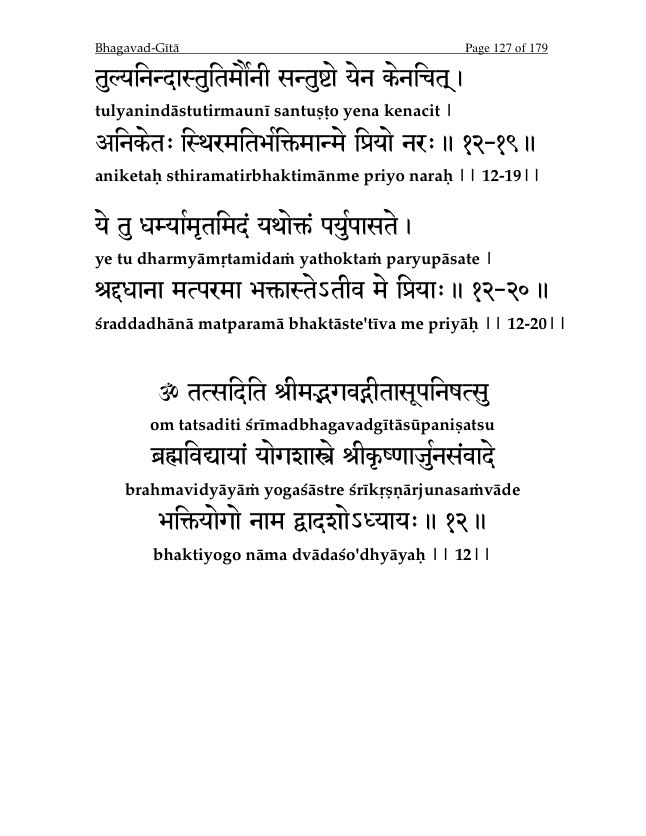 Bhagavad-Gītā Page 127 of 179
तुल्यनिन्दास्तुतिर्मौनी सन्तुष्टो येन केनचित् ।
tulyanindāstutirmaunī santuṣṭo yena kenacit |
अनिकेतः स्थिरमतिर्भक्तिमान्मे प्रियो नरः ॥ १२-१९ ॥
aniketaḥ sthiramatirbhaktimānme priyo naraḥ || 12-19||
ये तु धर्म्यामृतमिदं यथोक्तं पर्युपासते ।
ye tu dharmyāmṛtamidaṁ yathoktaṁ paryupāsate |
श्रद्दधाना मत्परमा भक्तास्तेऽतीव मे प्रियाः ॥ १२-२० ॥
śraddadhānā matparamā bhaktāste'tīva me priyāḥ || 12-20||
ॐ तत्सदिति श्रीमद्भगवद्गीतासूपनिषत्सु
om tatsaditi śrīmadbhagavadgītāsūpaniṣatsu
ब्रह्मविद्यायां योगशास्त्रे श्रीकृष्णार्जुनसंवादे
brahmavidyāyāṁ yogaśāstre śrīkṛṣṇārjunasaṁvāde
भक्तियोगो नाम द्वादशोऽध्यायः ॥ १२ ॥
bhaktiyogo nāma dvādaśo'dhyāyaḥ || 12||